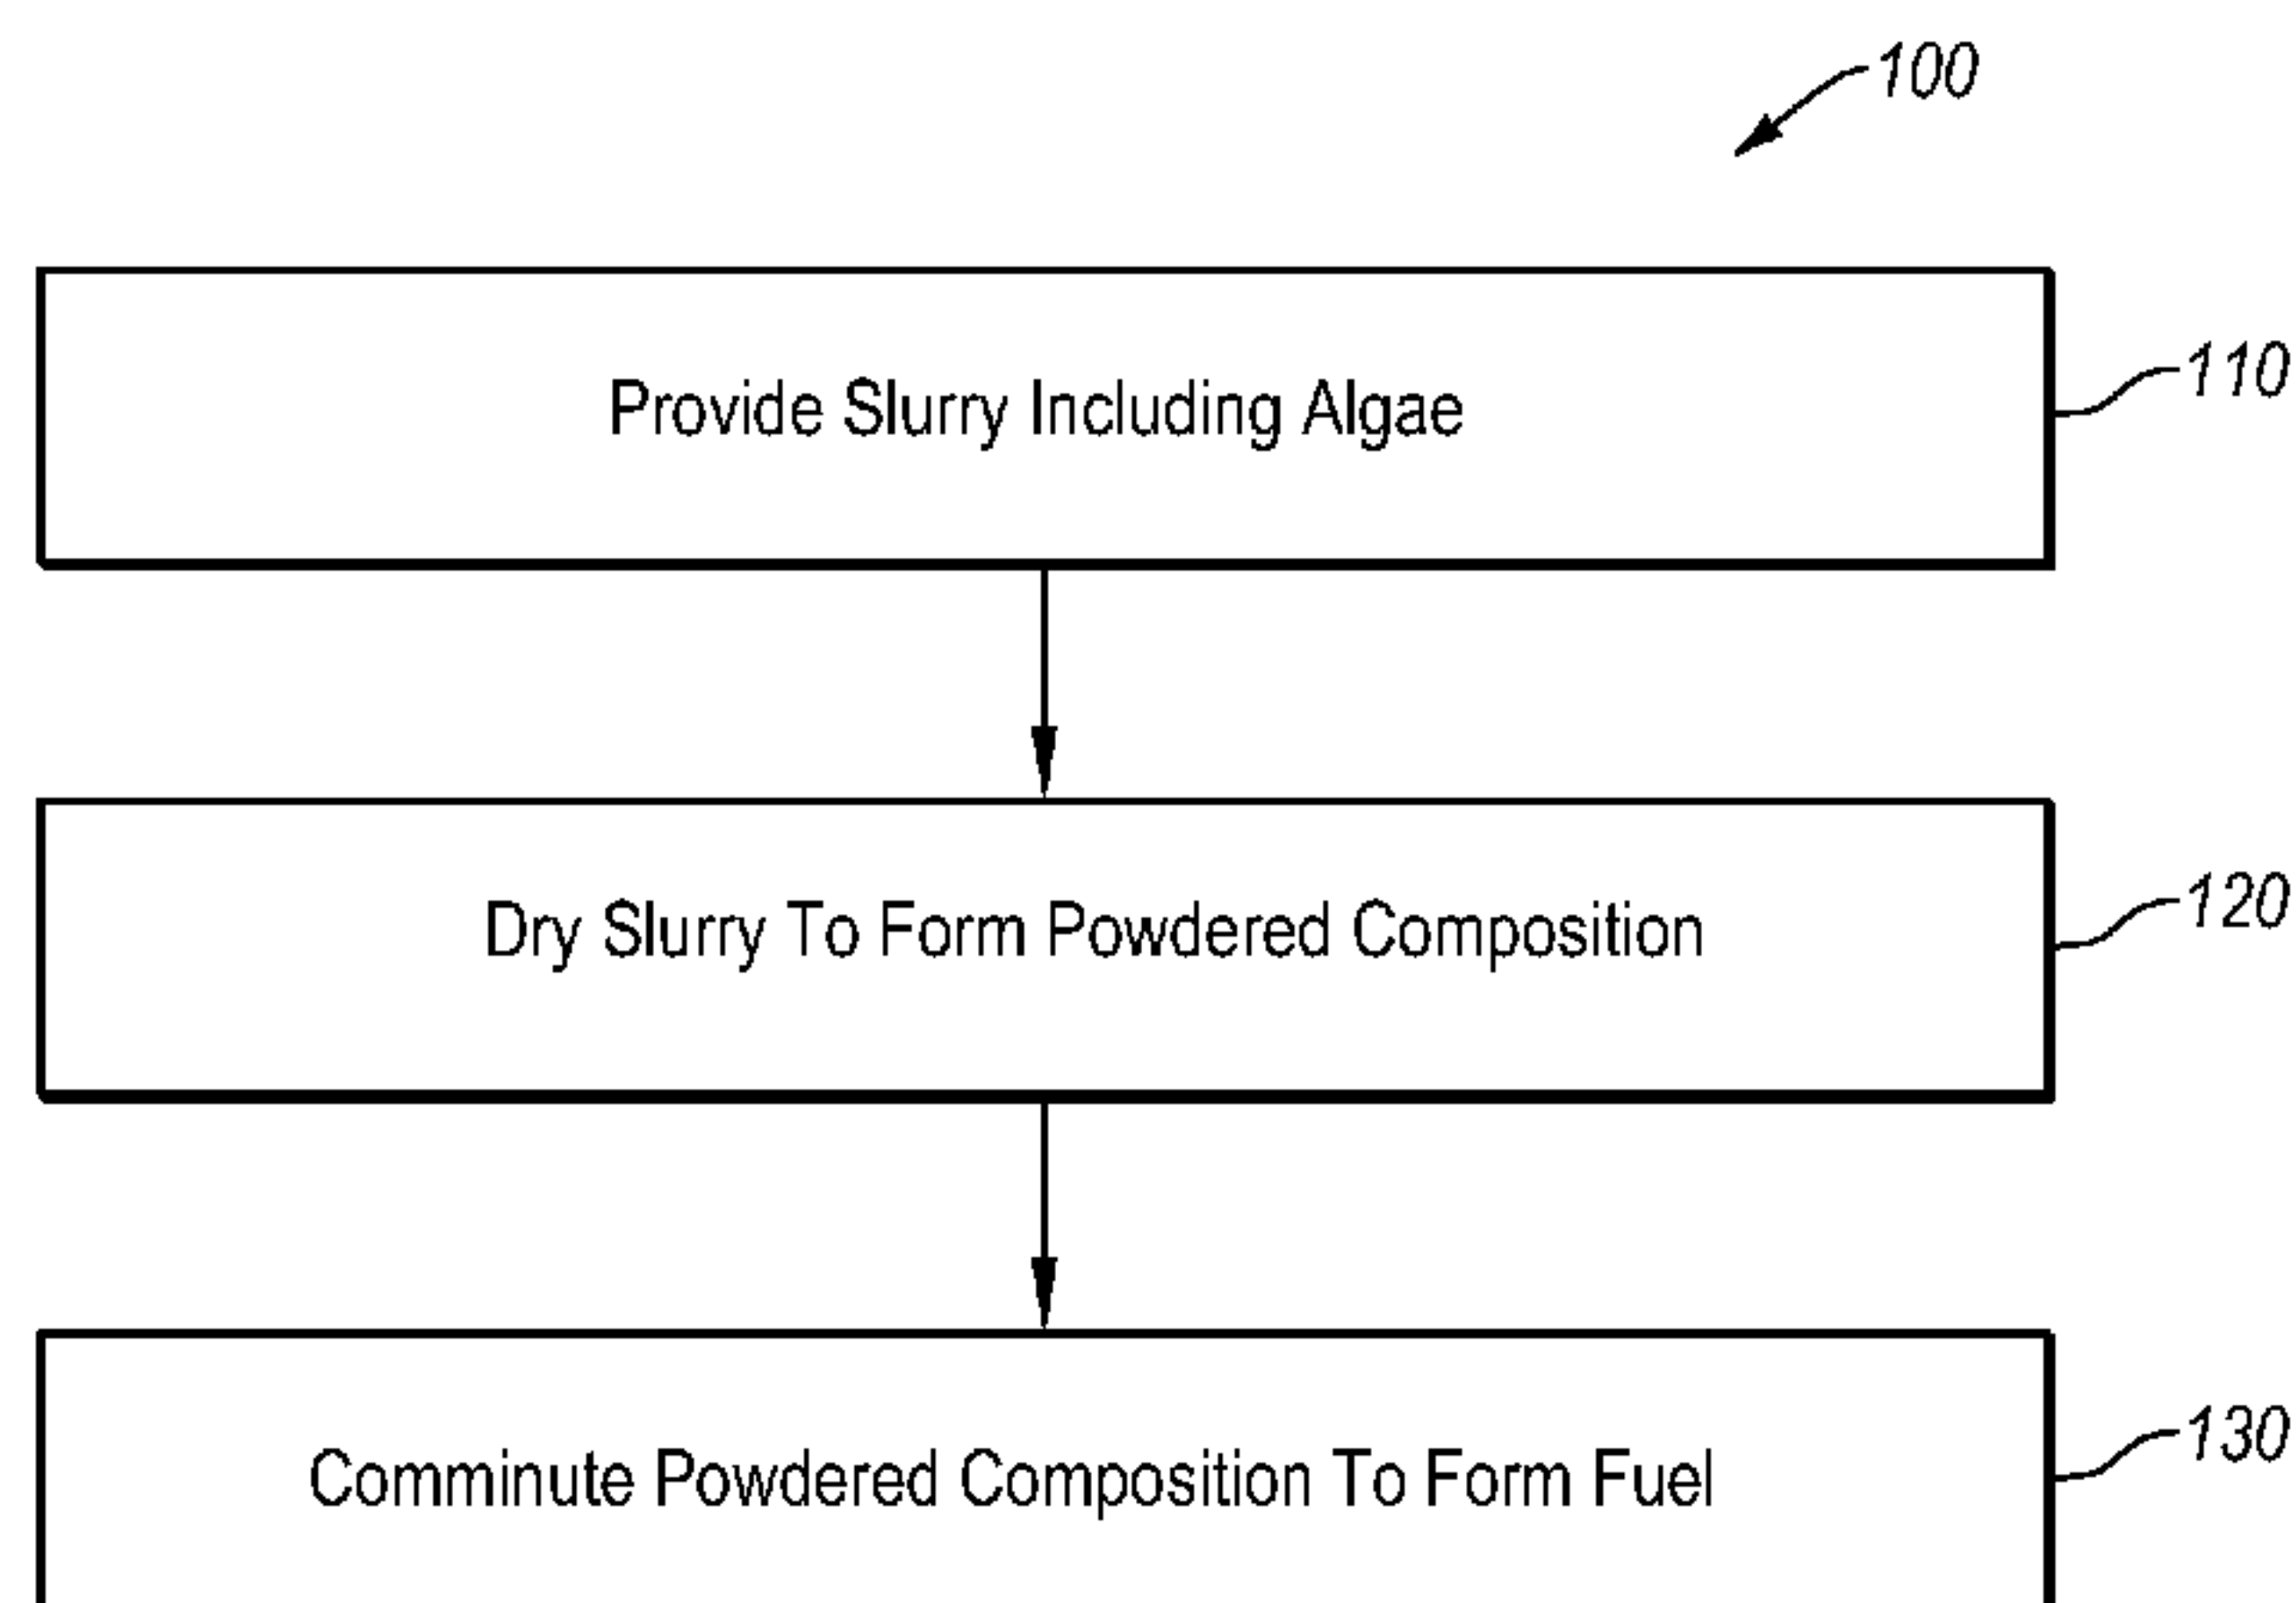 100
Provide Slurry Including Algae
110
Dry Slurry To Form Powdered Composition
120
Comminute Powdered Composition To Form Fuel
130